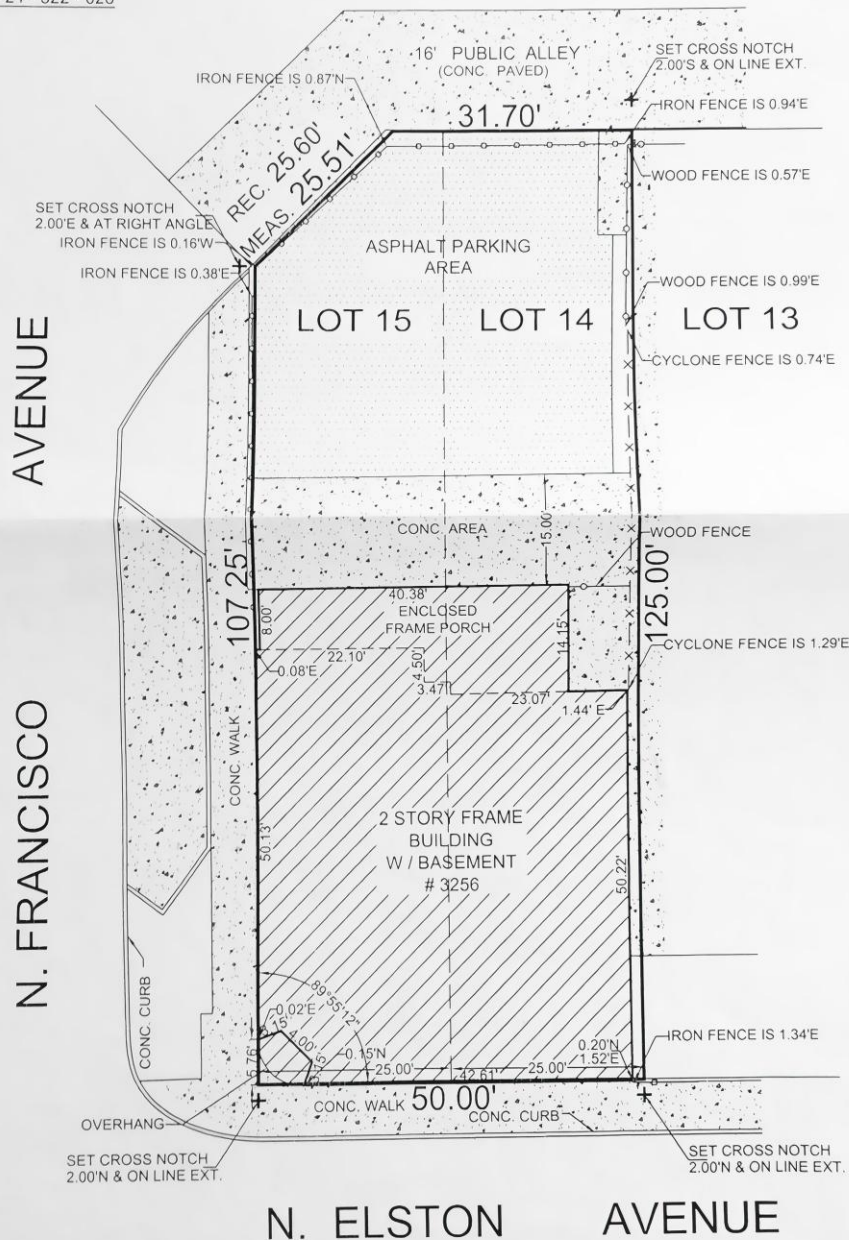 16' PUBLIC ALLEY
(CONC. PAVED)
SET CROSS NOTCH
2.00'S & ON LINE EXT.
IRON FENCE IS 0.87'N
31.70'
IRON FENCE IS 0.94'E
REC. 25.60'
MEAS. 25.51'
WOOD FENCE IS 0.57'E
SET CROSS NOTCH
2.00'E & AT RIGHT ANGLE
IRON FENCE IS 0.16'W
IRON FENCE IS 0.38'E
ASPHALT PARKING
AREA
WOOD FENCE IS 0.99'E
LOT 15
LOT 14
LOT 13
CYCLONE FENCE IS 0.74'E
N. FRANCISCO AVENUE
CONC. AREA
15.00'
WOOD FENCE
107.25'
125.00'
40.38'
ENCLOSED
FRAME PORCH
8.00'
14.15'
22.10'
4.50'
0.08'E
3.47'
23.07'
1.44' E
CYCLONE FENCE IS 1.29'E
CONC. WALK
2 STORY FRAME
BUILDING
W / BASEMENT
# 3256
50.13'
50.22'
89°55'12"
CONC. CURB
0.02'E
4.00'
0.15'N
5.76'
25.00'
42.61'
25.00'
0.20'N
1.52'E
IRON FENCE IS 1.34'E
CONC. WALK
50.00'
CONC. CURB
OVERHANG
SET CROSS NOTCH
2.00'N & ON LINE EXT.
SET CROSS NOTCH
2.00'N & ON LINE EXT.
N. ELSTON AVENUE